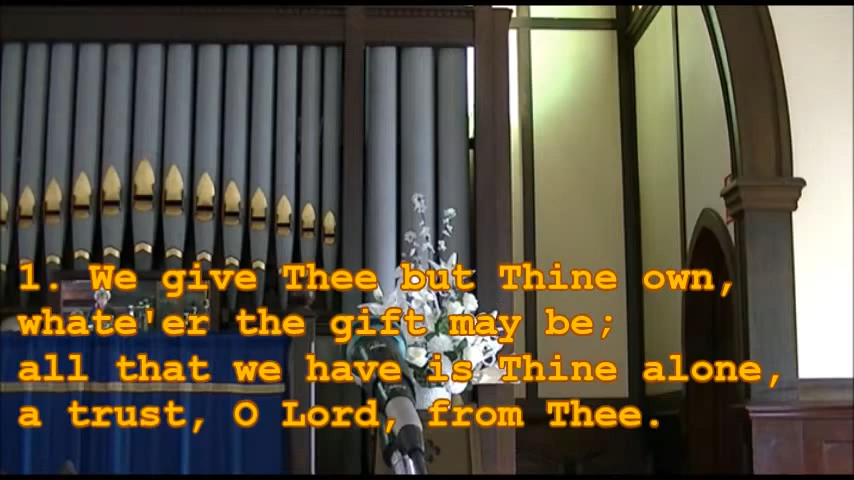 1. We give Thee but Thine own,
whate'er the gift may be;
all that we have is Thine alone,
a trust, O Lord, from Thee.